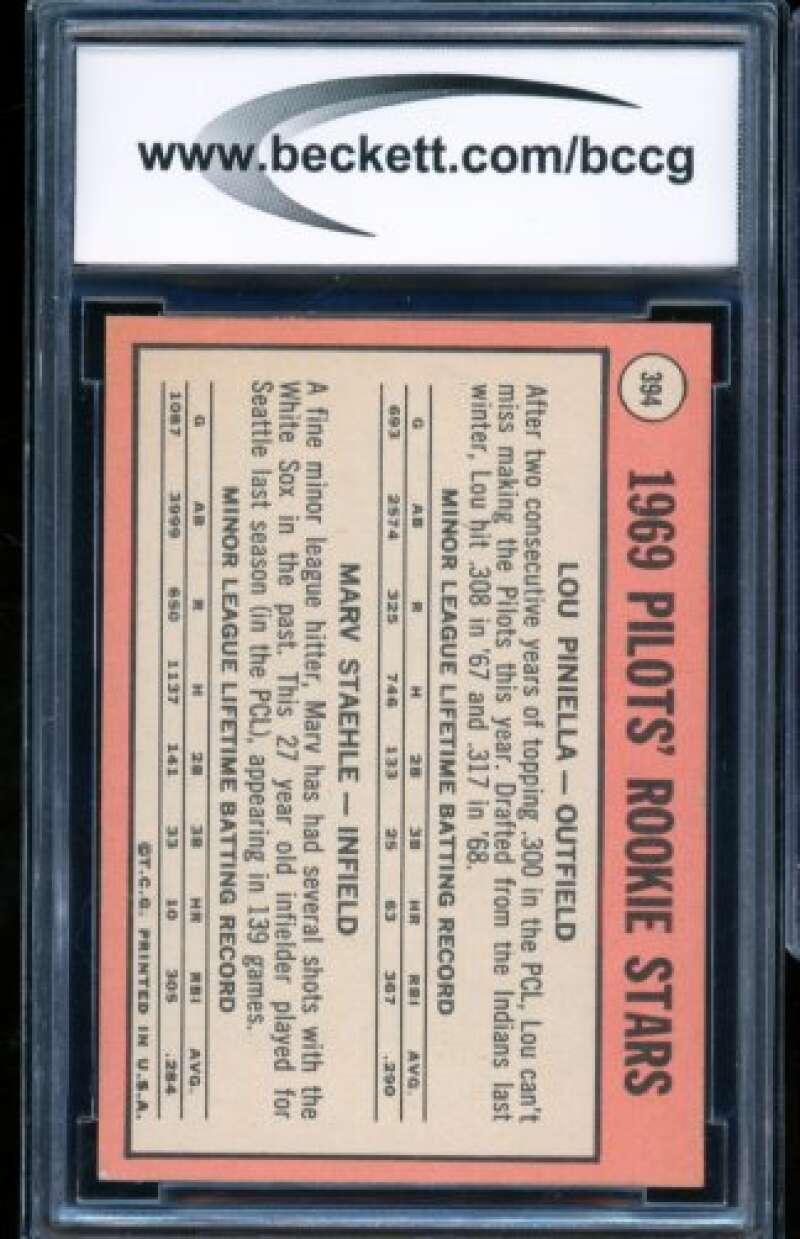 www.beckett.com/bccg
394
1969 PILOTS' ROOKIE STARS
LOU PINIELLA — OUTFIELD
After two consecutive years of topping .300 in the PCL, Lou can't
miss making the Pilots this year. Drafted from the Indians last
winter, Lou hit .308 in '67 and .317 in '68.
MINOR LEAGUE LIFETIME BATTING RECORD
G AB R H 2B 3B HR RBI AVG.
693 2574 325 746 133 25 63 367 .290
MARV STAEHLE — INFIELD
A fine minor league hitter, Marv has had several shots with the
White Sox in the past. This 27 year old infielder played for
Seattle last season (in the PCL), appearing in 139 games.
MINOR LEAGUE LIFETIME BATTING RECORD
G AB R H 2B 3B HR RBI AVG.
1087 3999 650 1137 141 33 10 305 .284
©T.C.G. PRINTED IN U.S.A.